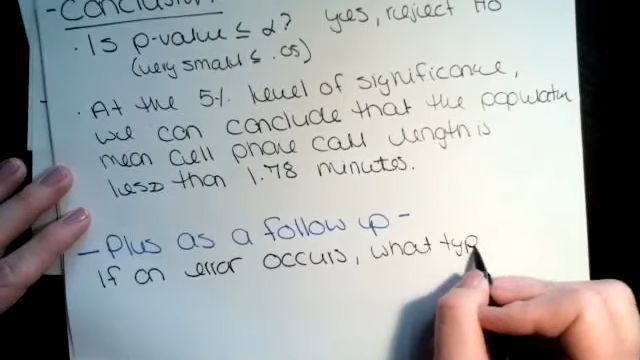 - Conclusion
· Is p-value ≤ α? yes, reject Ho
(very small ≤ .05)
· At the 5% level of significance,
we can conclude that the population
mean cell phone call length is
less than 1.78 minutes.
- Plus as a follow up -
If an error occurs, what typ